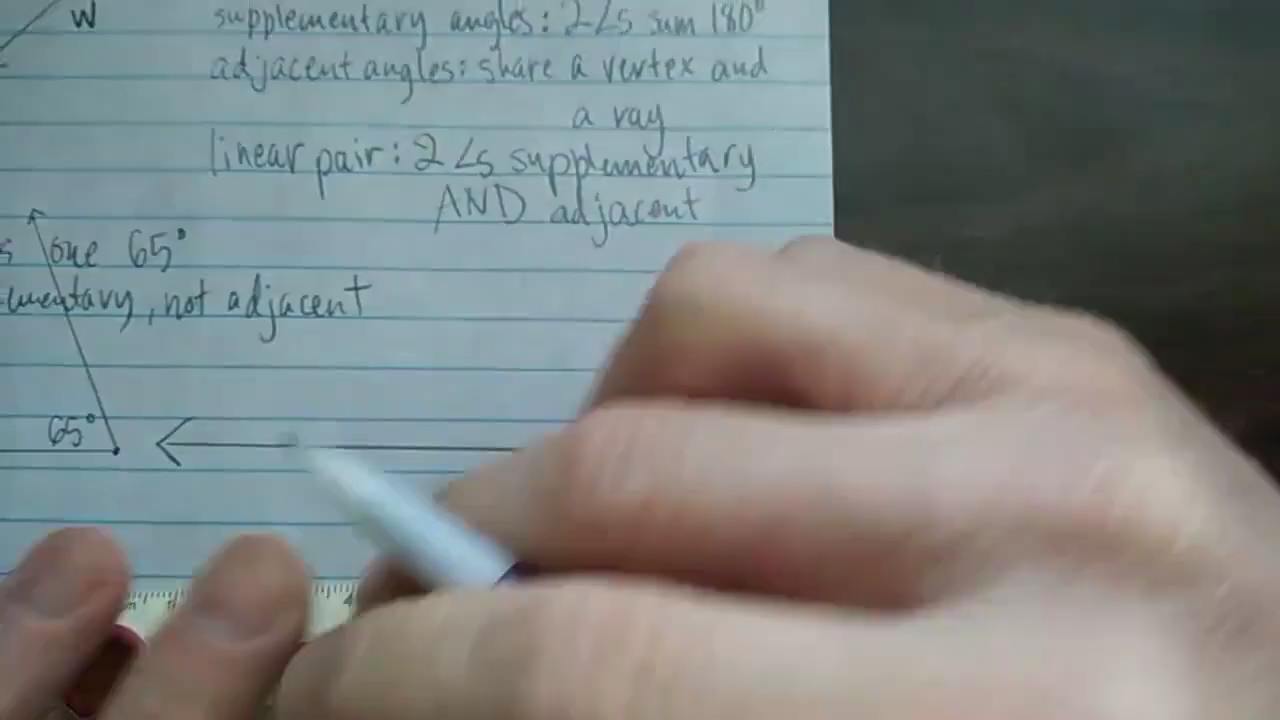 W
supplementary angles: 2∠s sum 180°
adjacent angles: share a vertex and
a ray
linear pair: 2∠s supplementary
AND adjacent
one 65°
not adjacent
65°